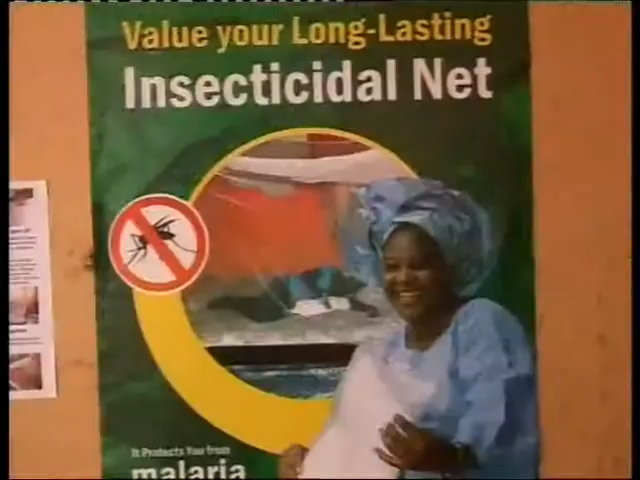 Value your Long-Lasting
Insecticidal Net
It Protects You from
malaria